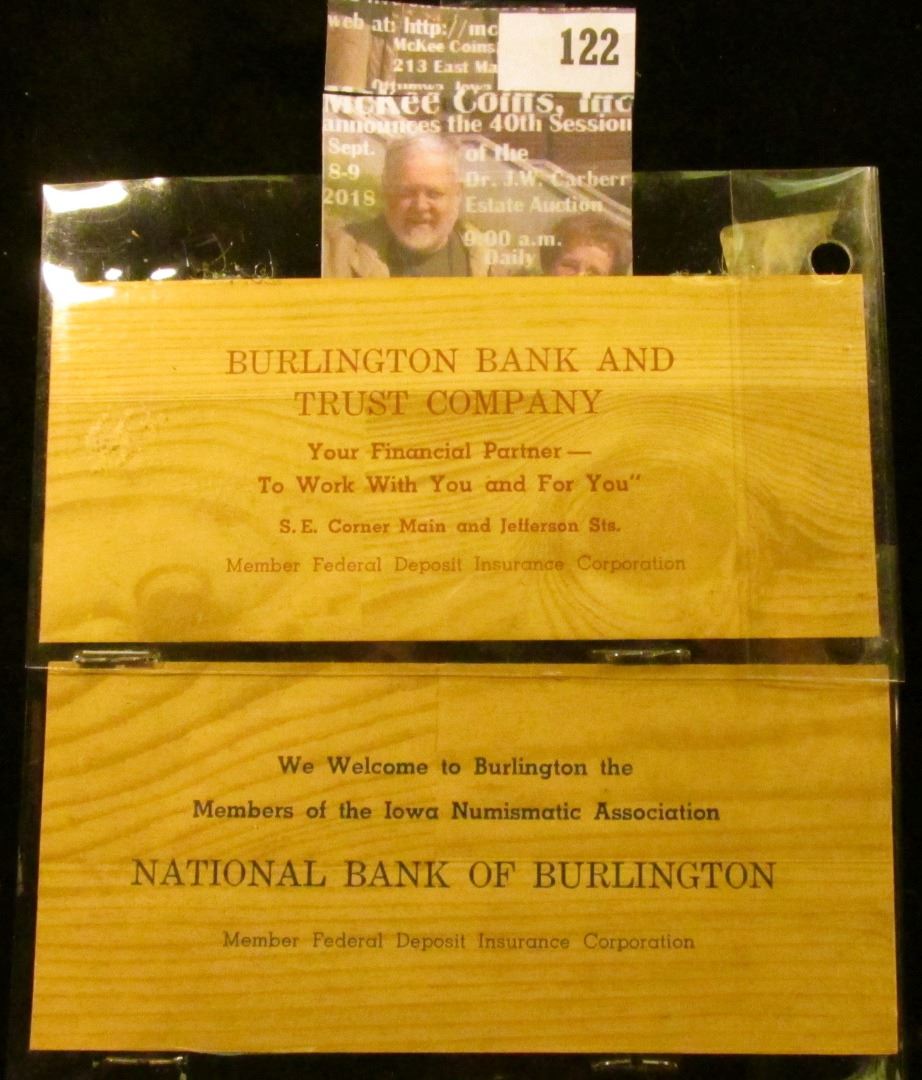 web at: http://mc
122
McKee Coins
213 East Ma
Ottumwa, Iowa
McKee Coins, Inc
announces the 40th Session
Sept. of the
8-9 Dr. J.W. Carberr
2018 Estate Auction
9:00 a.m.
Daily
BURLINGTON BANK AND
TRUST COMPANY
Your Financial Partner —
To Work With You and For You"
S. E. Corner Main and Jefferson Sts.
Member Federal Deposit Insurance Corporation
We Welcome to Burlington the
Members of the Iowa Numismatic Association
NATIONAL BANK OF BURLINGTON
Member Federal Deposit Insurance Corporation